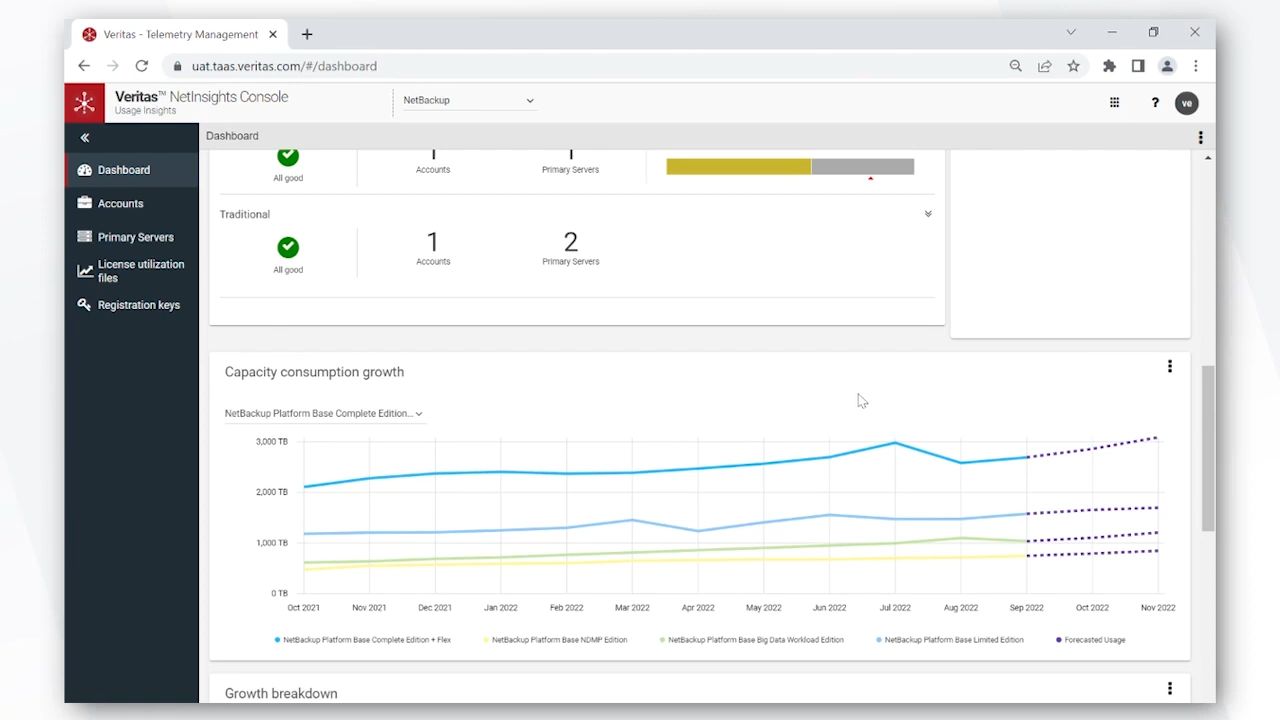 Veritas - Telemetry Management
uat.taas.veritas.com/#/dashboard
Veritas™ NetInsights Console
Usage Insights
NetBackup
?
ve
Dashboard
Dashboard
Accounts
Primary Servers
License utilization
files
Registration keys
All good
Accounts
Primary Servers
Traditional
1
2
All good
Accounts
Primary Servers
Capacity consumption growth
NetBackup Platform Base Complete Edition...
3,000 TB
2,000 TB
1,000 TB
0 TB
Oct 2021 Nov 2021 Dec 2021 Jan 2022 Feb 2022 Mar 2022 Apr 2022 May 2022 Jun 2022 Jul 2022 Aug 2022 Sep 2022 Oct 2022 Nov 2022
NetBackup Platform Base Complete Edition + Flex NetBackup Platform Base NDMP Edition NetBackup Platform Base Big Data Workload Edition NetBackup Platform Base Limited Edition Forecasted Usage
Growth breakdown